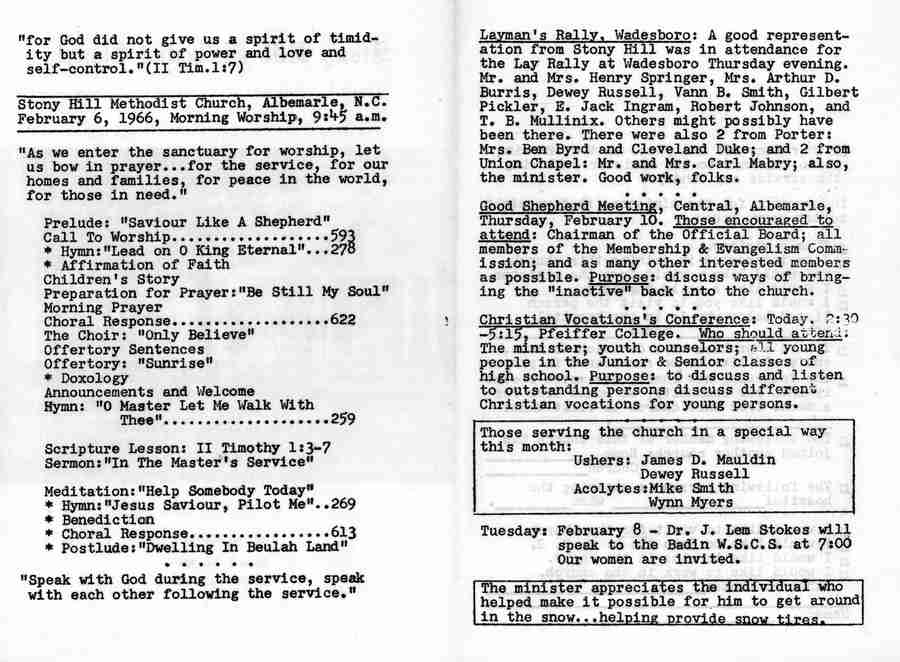 "for God did not give us a spirit of timid-
ity but a spirit of power and love and
self-control."(II Tim.1:7)
Stony Hill Methodist Church, Albemarle, N.C.
February 6, 1966, Morning Worship, 9:45 a.m.
"As we enter the sanctuary for worship, let
us bow in prayer...for the service, for our
homes and families, for peace in the world,
for those in need."
Prelude: "Saviour Like A Shepherd"
Call To Worship....................593
* Hymn:"Lead on O King Eternal"...278
* Affirmation of Faith
Children's Story
Preparation for Prayer:"Be Still My Soul"
Morning Prayer
Choral Response....................622
The Choir: "Only Believe"
Offertory Sentences
Offertory: "Sunrise"
* Doxology
Announcements and Welcome
Hymn: "O Master Let Me Walk With
Thee".....................259
Scripture Lesson: II Timothy 1:3-7
Sermon:"In The Master's Service"
Meditation:"Help Somebody Today"
* Hymn:"Jesus Saviour, Pilot Me"..269
* Benediction
* Choral Response.................613
* Postlude:"Dwelling In Beulah Land"
. . . . . .
"Speak with God during the service, speak
with each other following the service."
Layman's Rally, Wadesboro: A good represent-
ation from Stony Hill was in attendance for
the Lay Rally at Wadesboro Thursday evening.
Mr. and Mrs. Henry Springer, Mrs. Arthur D.
Burris, Dewey Russell, Vann B. Smith, Gilbert
Pickler, E. Jack Ingram, Robert Johnson, and
T. B. Mullinix. Others might possibly have
been there. There were also 2 from Porter:
Mrs. Ben Byrd and Cleveland Duke; and 2 from
Union Chapel: Mr. and Mrs. Carl Mabry; also,
the minister. Good work, folks.
. . . . .
Good Shepherd Meeting, Central, Albemarle,
Thursday, February 10. Those encouraged to
attend: Chairman of the Official Board; all
members of the Membership & Evangelism Comm-
ission; and as many other interested members
as possible. Purpose: discuss ways of bring-
ing the "inactive" back into the church.
. . . . .
Christian Vocations's Conference: Today. 2:30
-5:15, Pfeiffer College. Who should attend:
The minister; youth counselors; all young
people in the Junior & Senior classes of
high school. Purpose: to discuss and listen
to outstanding persons discuss different
Christian vocations for young persons.
Those serving the church in a special way
this month:
Ushers: James D. Mauldin
Dewey Russell
Acolytes:Mike Smith
Wynn Myers
Tuesday: February 8 - Dr. J. Lem Stokes will
speak to the Badin W.S.C.S. at 7:00
Our women are invited.
The minister appreciates the individual who
helped make it possible for him to get around
in the snow...helping provide snow tires.